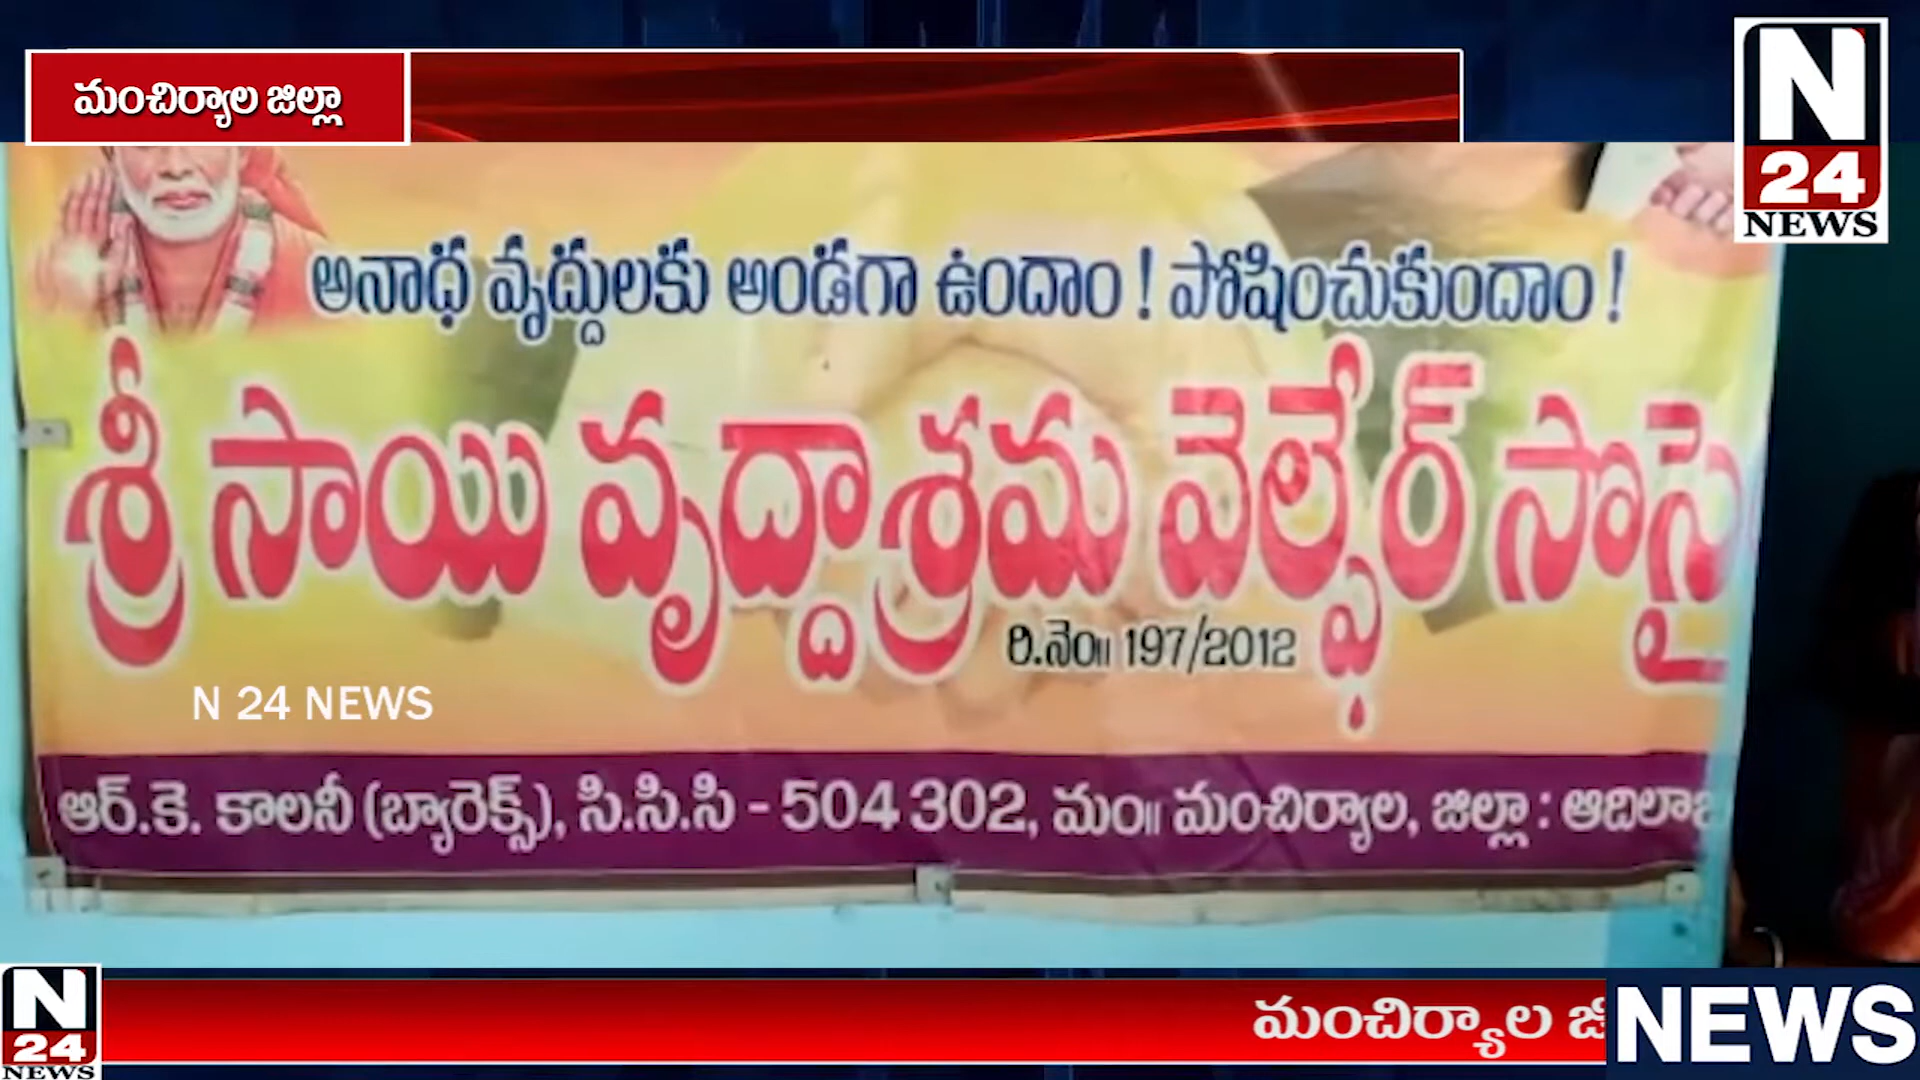 మంచిర్యాల జిల్లా
N
24
NEWS
అనాధ వృద్దులకు అండగా ఉందాం ! పోషించుకుందాం !
శ్రీ సాయి వృద్దాశ్రమ వెల్ఫేర్ సొసై
రి.నెం॥ 197/2012
N 24 NEWS
ఆర్.కె. కాలనీ (బ్యారెక్స్), సి.సి.సి - 504 302, మం॥ మంచిర్యాల, జిల్లా : ఆదిలాబ
N
24
NEWS
మంచిర్యాల జి
NEWS